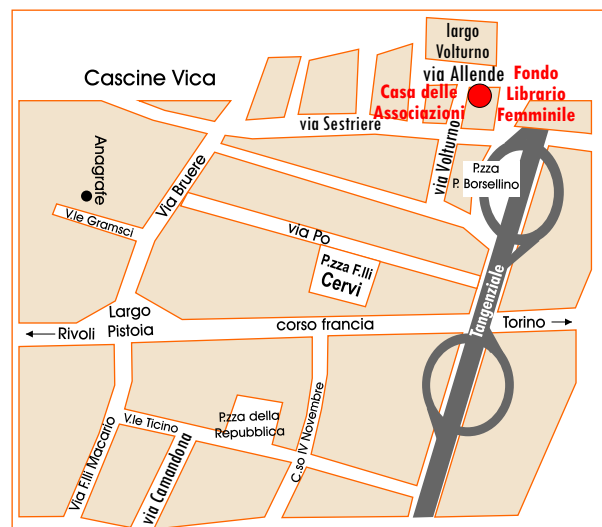 largo
Volturno
via Allende
Fondo
Librario
Femminile
Casa delle
Associazioni
Cascine Vica
via Sestriere
via Volturno
P.zza
P. Borsellino
Anagrafe
Via Bruere
V.le Gramsci
via Po
P.zza F.lli
Cervi
Tangenziale
Largo
Pistoia
corso francia
Rivoli
Torino
C.so IV Novembre
P.zza della
Repubblica
V.le Ticino
Via F.lli Macario
via Camandona